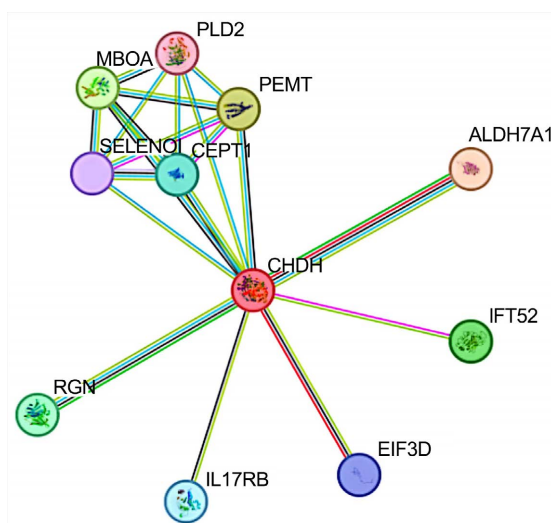 PLD2
MBOA
PEMT
SELENOI
CEPT1
ALDH7A1
CHDH
IFT52
RGN
EIF3D
IL17RB